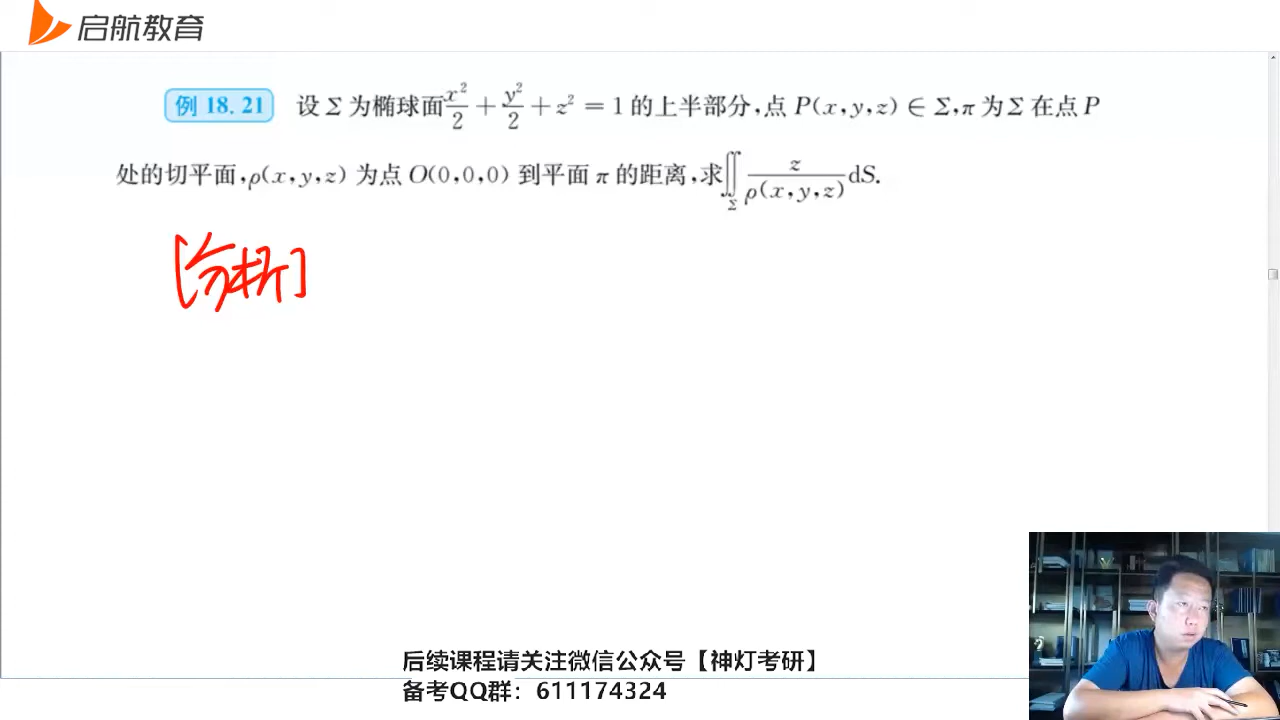 启航教育
例 18.21 设 Σ 为椭球面 x²/2 + y²/2 + z² = 1 的上半部分,点 P(x,y,z) ∈ Σ,π 为 Σ 在点 P
处的切平面,ρ(x,y,z) 为点 O(0,0,0) 到平面 π 的距离,求∬_Σ z/ρ(x,y,z) dS.
[分析]
后续课程请关注微信公众号【神灯考研】
备考QQ群：611174324